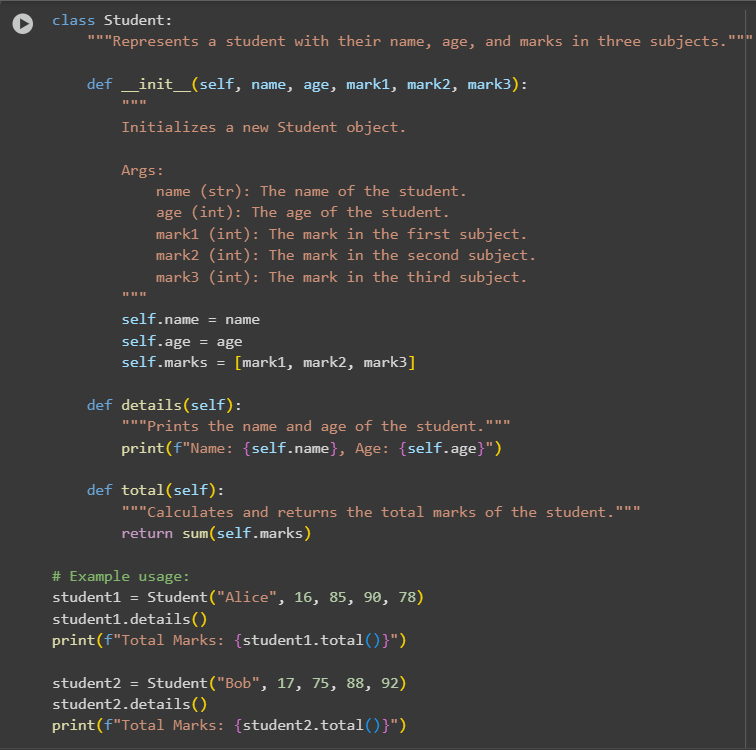 class Student:
    """Represents a student with their name, age, and marks in three subjects."""

    def __init__(self, name, age, mark1, mark2, mark3):
        """
        Initializes a new Student object.

        Args:
            name (str): The name of the student.
            age (int): The age of the student.
            mark1 (int): The mark in the first subject.
            mark2 (int): The mark in the second subject.
            mark3 (int): The mark in the third subject.
        """
        self.name = name
        self.age = age
        self.marks = [mark1, mark2, mark3]

    def details(self):
        """Prints the name and age of the student."""
        print(f"Name: {self.name}, Age: {self.age}")

    def total(self):
        """Calculates and returns the total marks of the student."""
        return sum(self.marks)

# Example usage:
student1 = Student("Alice", 16, 85, 90, 78)
student1.details()
print(f"Total Marks: {student1.total()}")

student2 = Student("Bob", 17, 75, 88, 92)
student2.details()
print(f"Total Marks: {student2.total()}")